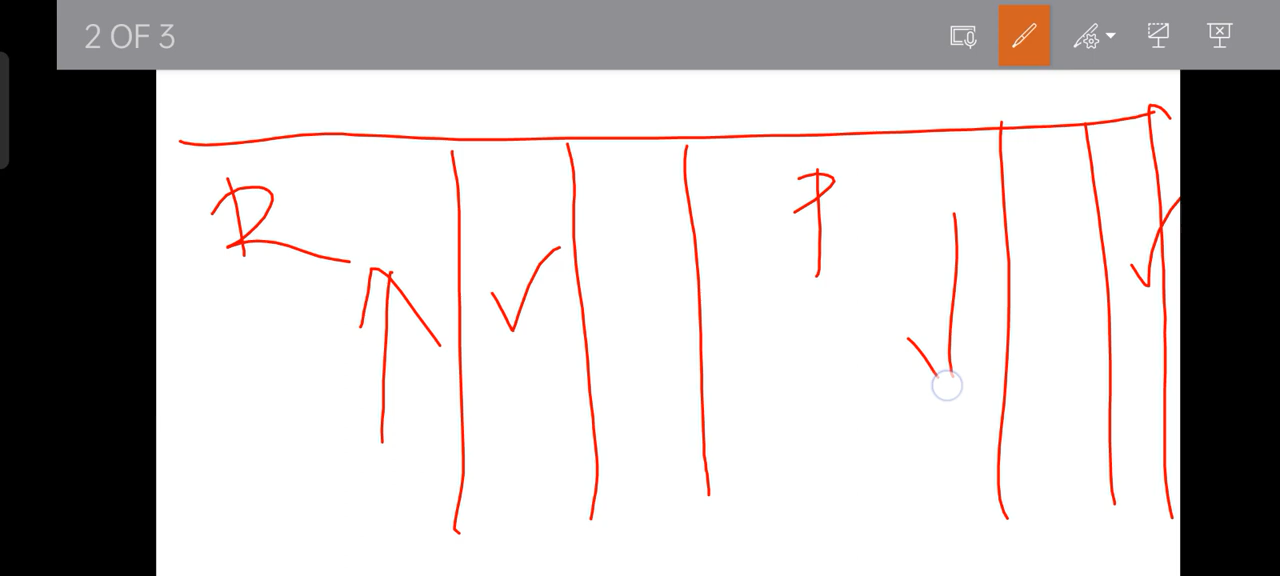 2 OF 3
R ↑ ✓ P ↓ ✓